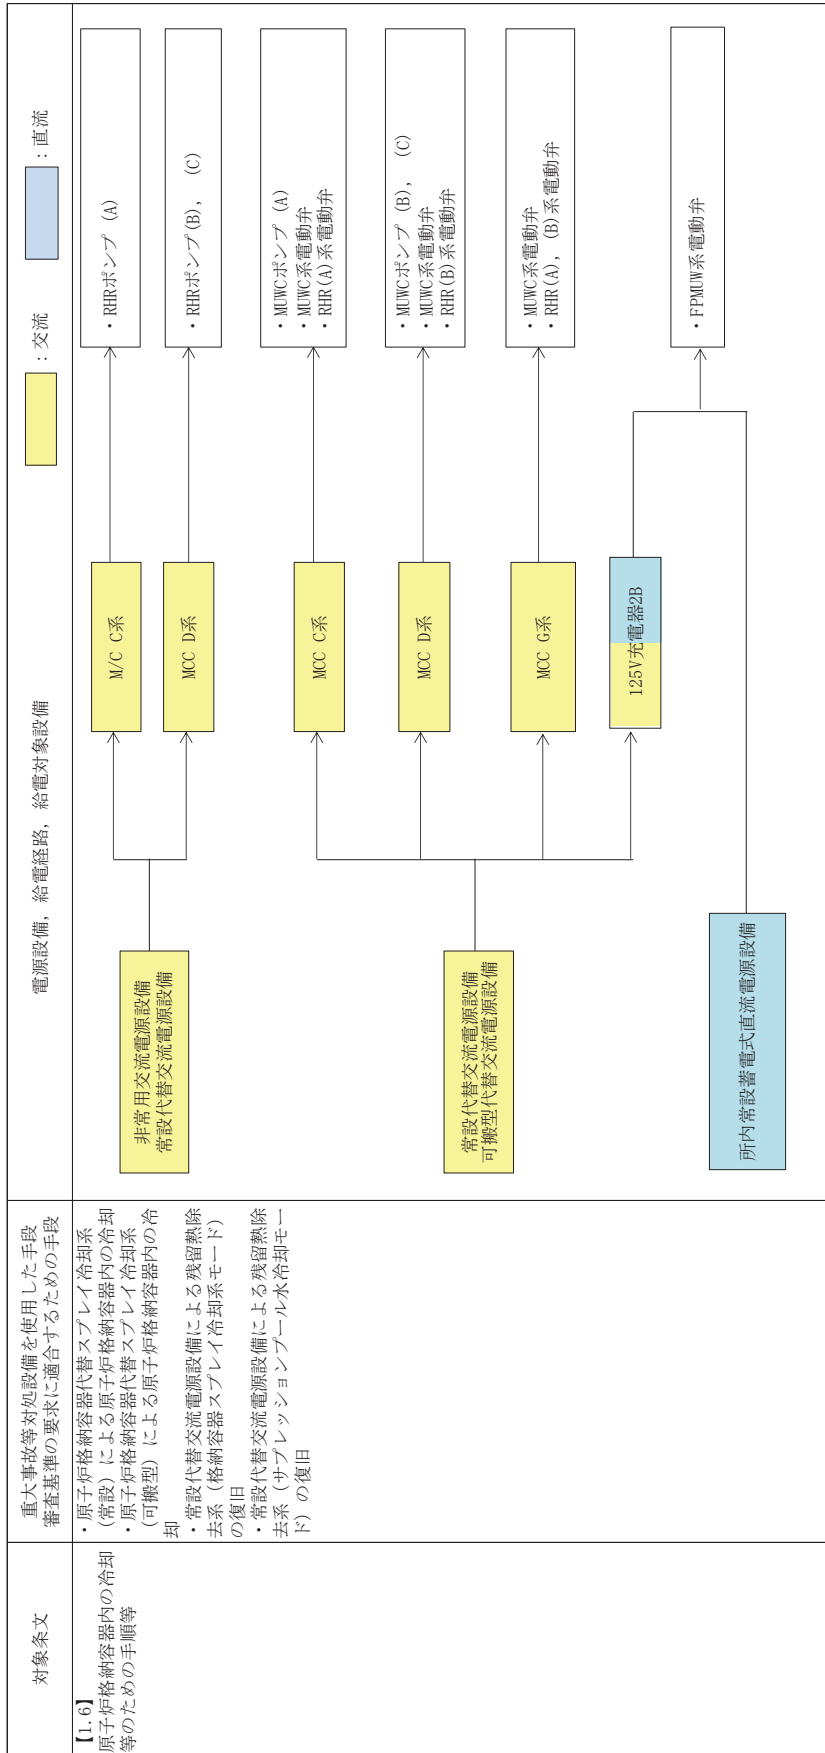 対象条文
【1.6】
原子炉格納容器内の冷却
等のための手順等
重大事故等対処設備を使用した手段
審査基準の要求に適合するための手段
・原子炉格納容器代替スプレイ冷却系
（常設）による原子炉格納容器内の冷却
・原子炉格納容器代替スプレイ冷却系
（可搬型）による原子炉格納容器内の冷
却
・常設代替交流電源設備による残留熱除
去系（格納容器スプレイ冷却系モード）
の復旧
・常設代替交流電源設備による残留熱除
去系（サプレッションプール水冷却モー
ド）の復旧
電源設備，給電経路，給電対象設備
：交流
：直流
非常用交流電源設備
常設代替交流電源設備
M/C C系
・RHRポンプ (A)
MCC D系
・RHRポンプ(B)， (C)
常設代替交流電源設備
可搬型代替交流電源設備
MCC C系
・MUWCポンプ (A)
・MUWC系電動弁
・RHR(A)系電動弁
MCC D系
・MUWCポンプ (B)， (C)
・MUWC系電動弁
・RHR(B)系電動弁
MCC G系
・MUWC系電動弁
・RHR(A)，(B)系電動弁
125V充電器2B
所内常設蓄電式直流電源設備
・FPMUW系電動弁